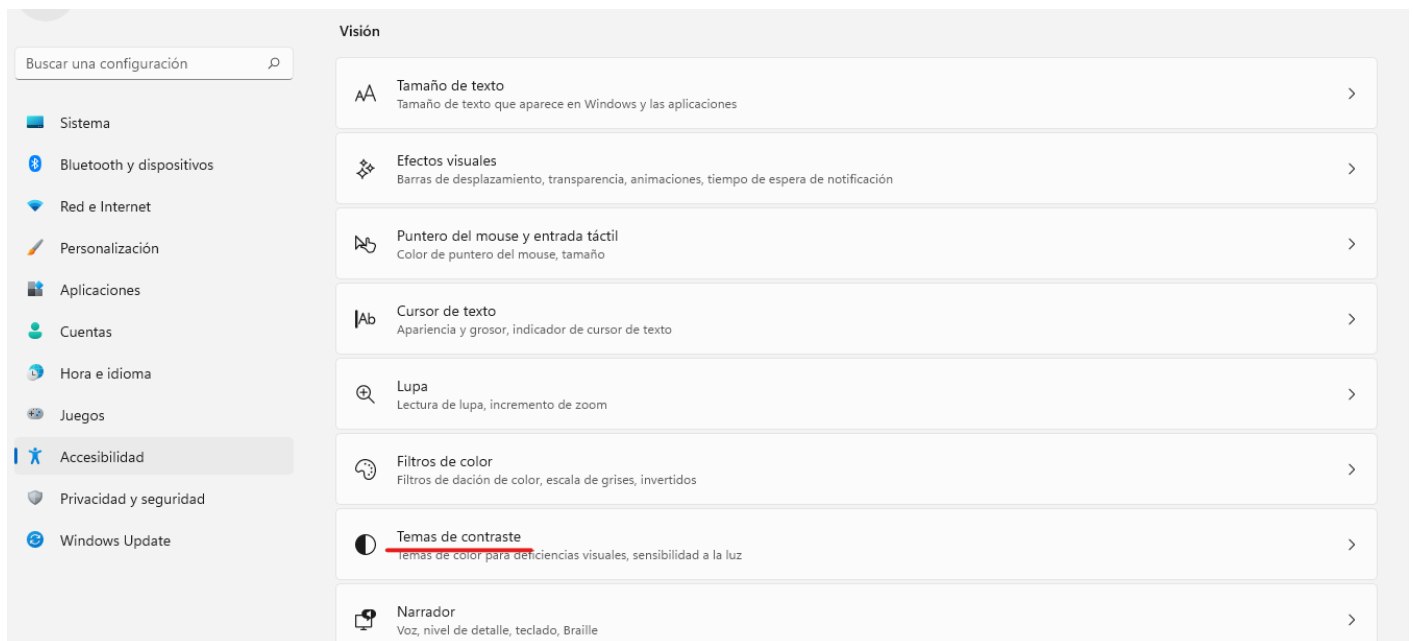 Buscar una configuración
Sistema
Bluetooth y dispositivos
Red e Internet
Personalización
Aplicaciones
Cuentas
Hora e idioma
Juegos
Accesibilidad
Privacidad y seguridad
Windows Update
Visión
Tamaño de texto
Tamaño de texto que aparece en Windows y las aplicaciones
Efectos visuales
Barras de desplazamiento, transparencia, animaciones, tiempo de espera de notificación
Puntero del mouse y entrada táctil
Color de puntero del mouse, tamaño
Cursor de texto
Apariencia y grosor, indicador de cursor de texto
Lupa
Lectura de lupa, incremento de zoom
Filtros de color
Filtros de dación de color, escala de grises, invertidos
Temas de contraste
Temas de color para deficiencias visuales, sensibilidad a la luz
Narrador
Voz, nivel de detalle, teclado, Braille